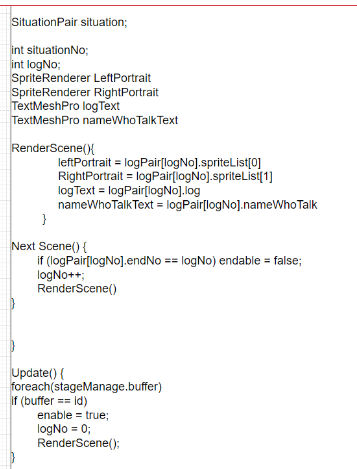 SituationPair situation;
int situationNo;
int logNo;
SpriteRenderer LeftPortrait
SpriteRenderer RightPortrait
TextMeshPro logText
TextMeshPro nameWhoTalkText
RenderScene(){
leftPortrait = logPair[logNo].spriteList[0]
RightPortrait = logPair[logNo].spriteList[1]
logText = logPair[logNo].log
nameWhoTalkText = logPair[logNo].nameWhoTalk
}
Next Scene() {
if (logPair[logNo].endNo == logNo) endable = false;
logNo++;
RenderScene()
}
}
Update() {
foreach(stageManage.buffer)
if (buffer == id)
enable = true;
logNo = 0;
RenderScene();
}